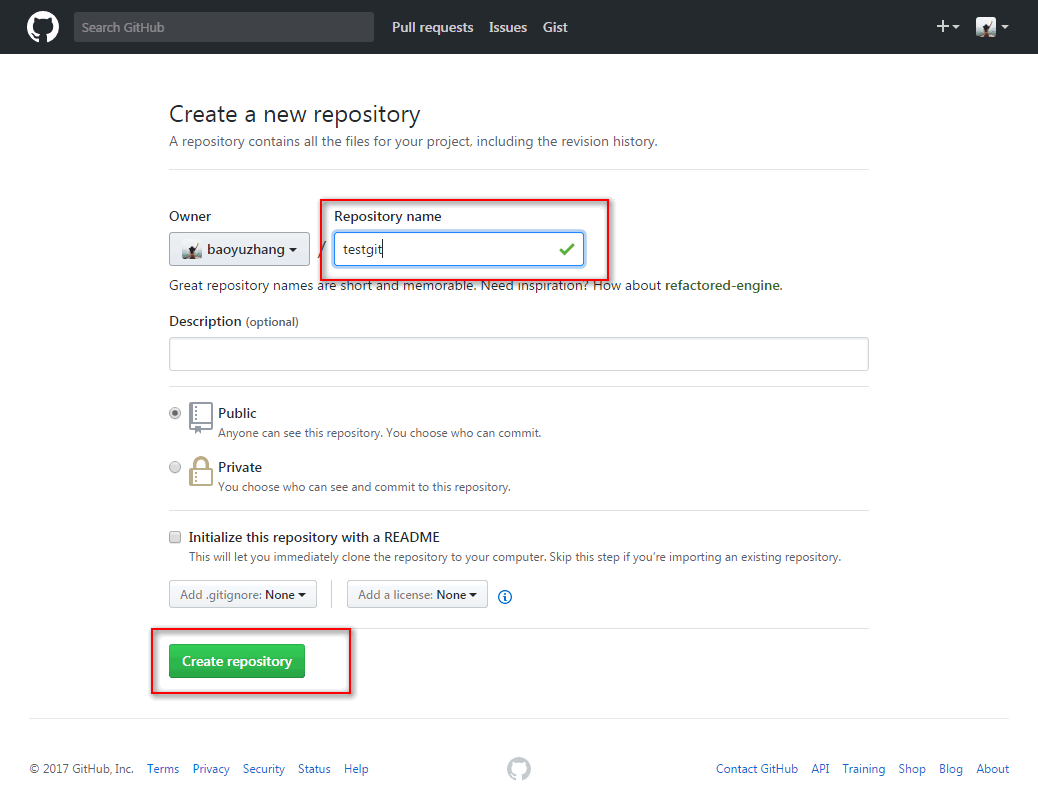 Search GitHub Pull requests Issues Gist
Create a new repository
A repository contains all the files for your project, including the revision history.
Owner Repository name
baoyuzhang / testgit
Great repository names are short and memorable. Need inspiration? How about refactored-engine.
Description (optional)
Public
Anyone can see this repository. You choose who can commit.
Private
You choose who can see and commit to this repository.
Initialize this repository with a README
This will let you immediately clone the repository to your computer. Skip this step if you're importing an existing repository.
Add .gitignore: None Add a license: None
Create repository
© 2017 GitHub, Inc. Terms Privacy Security Status Help Contact GitHub API Training Shop Blog About